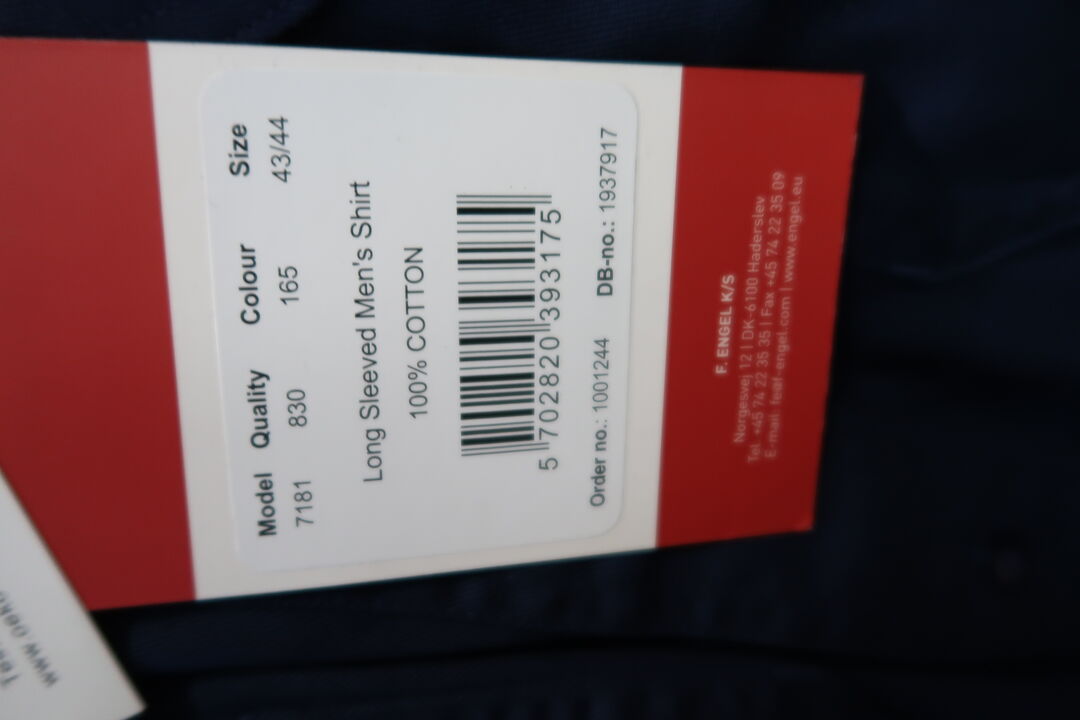 Model Quality Colour Size
7181 830 165 43/44
Long Sleeved Men's Shirt
100% COTTON
5 702820 393175
Order no.: 1001244 DB-no.: 1937917
F. ENGEL K/S
Norgesvej 12 | DK-6100 Haderslev
Tel. +45 74 22 35 35 | Fax +45 74 22 35 09
E-mail: fe@f-engel.com | www.engel.eu